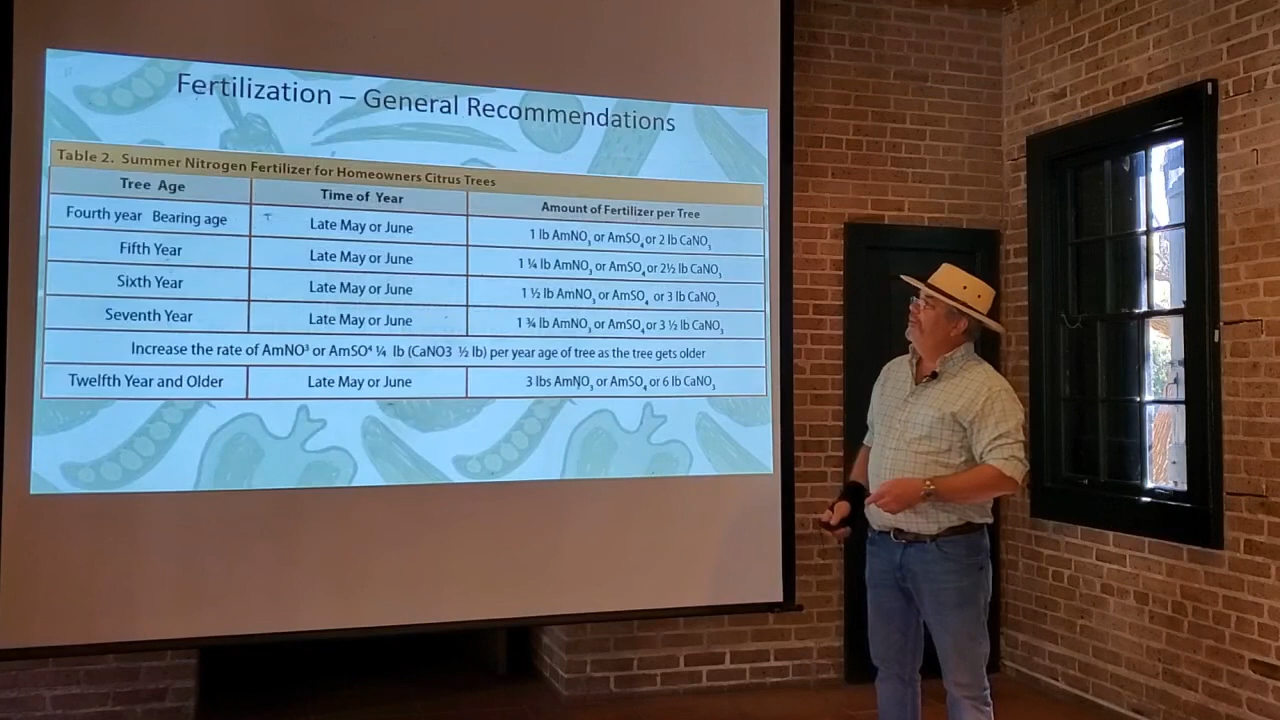 Fertilization – General Recommendations
Table 2. Summer Nitrogen Fertilizer for Homeowners Citrus Trees
Tree Age Time of Year Amount of Fertilizer per Tree
Fourth year Bearing age Late May or June 1 lb AmNO₃ or AmSO₄ or 2 lb CaNO₃
Fifth Year Late May or June 1 ¼ lb AmNO₃ or AmSO₄ or 2½ lb CaNO₃
Sixth Year Late May or June 1 ½ lb AmNO₃ or AmSO₄ or 3 lb CaNO₃
Seventh Year Late May or June 1 ¾ lb AmNO₃ or AmSO₄ or 3 ½ lb CaNO₃
Increase the rate of AmNO³ or AmSO⁴ ¼ lb (CaNO3 ½ lb) per year age of tree as the tree gets older
Twelfth Year and Older Late May or June 3 lbs AmNO₃ or AmSO₄ or 6 lb CaNO₃